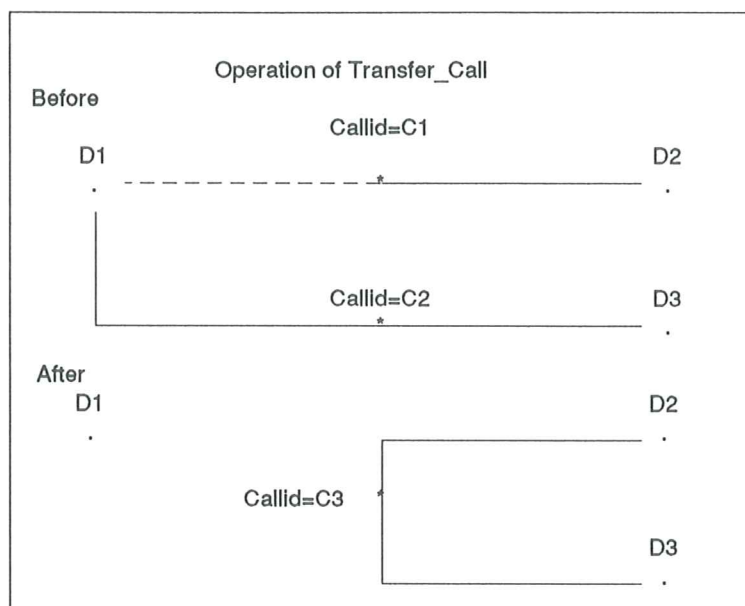 Operation of Transfer_Call
Before
Callid=C1
D1
D2
Callid=C2
D3
After
D1
D2
Callid=C3
D3